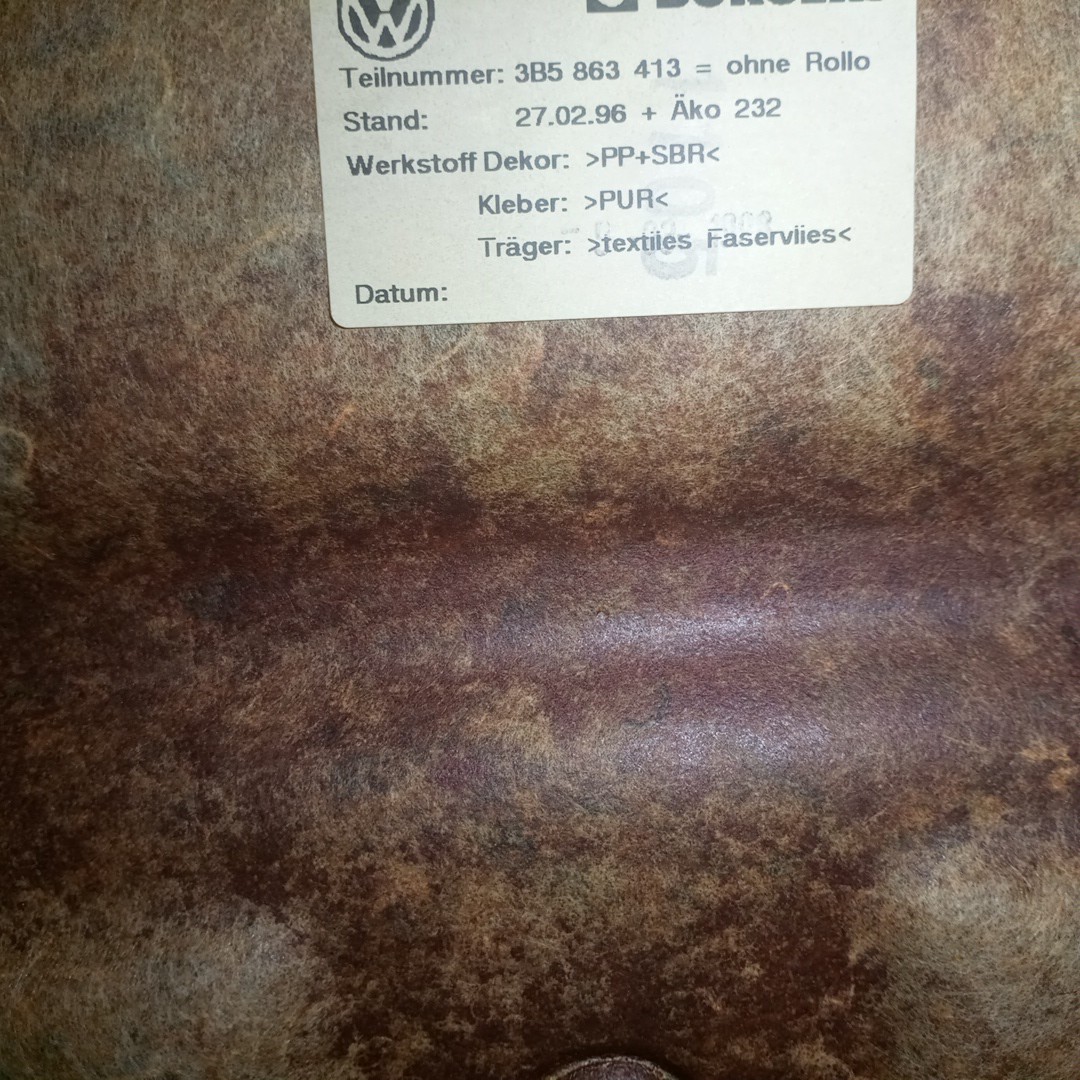 Teilnummer: 3B5 863 413 = ohne Rollo
Stand: 27.02.96 + Äko 232
Werkstoff Dekor: >PP+SBR<
Kleber: >PUR<
Träger: >textiles Faservlies<
Datum: